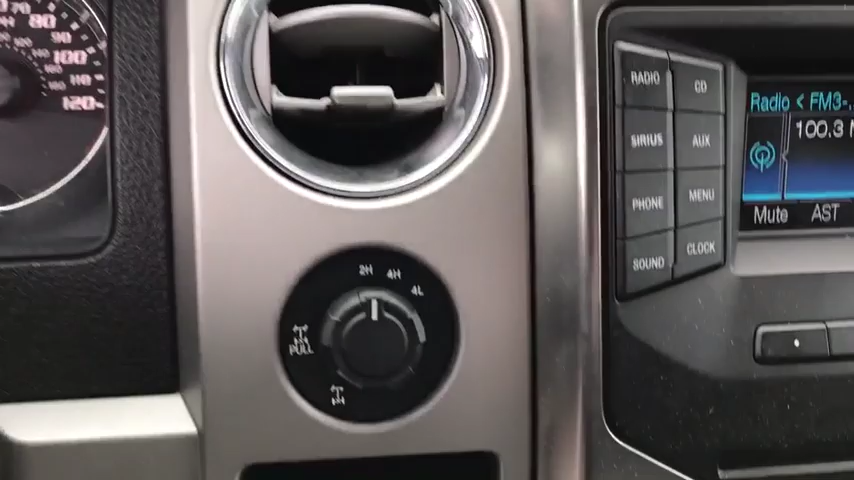 70
80
90
100
110
120
RADIO
CD
SIRIUS
AUX
PHONE
MENU
SOUND
CLOCK
Radio < FM3-..
100.3
Mute
AST
2H
4H
4L
PULL